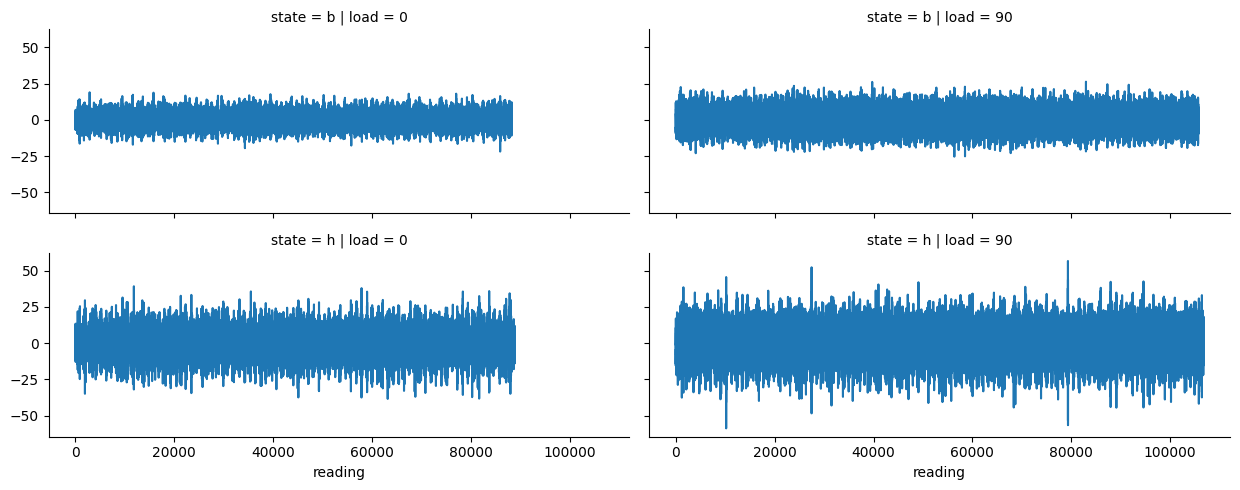 state = b | load = 0
state = b | load = 90
50
25
0
−25
−50
state = h | load = 0
state = h | load = 90
50
25
0
−25
−50
0 20000 40000 60000 80000 100000
0 20000 40000 60000 80000 100000
reading
reading